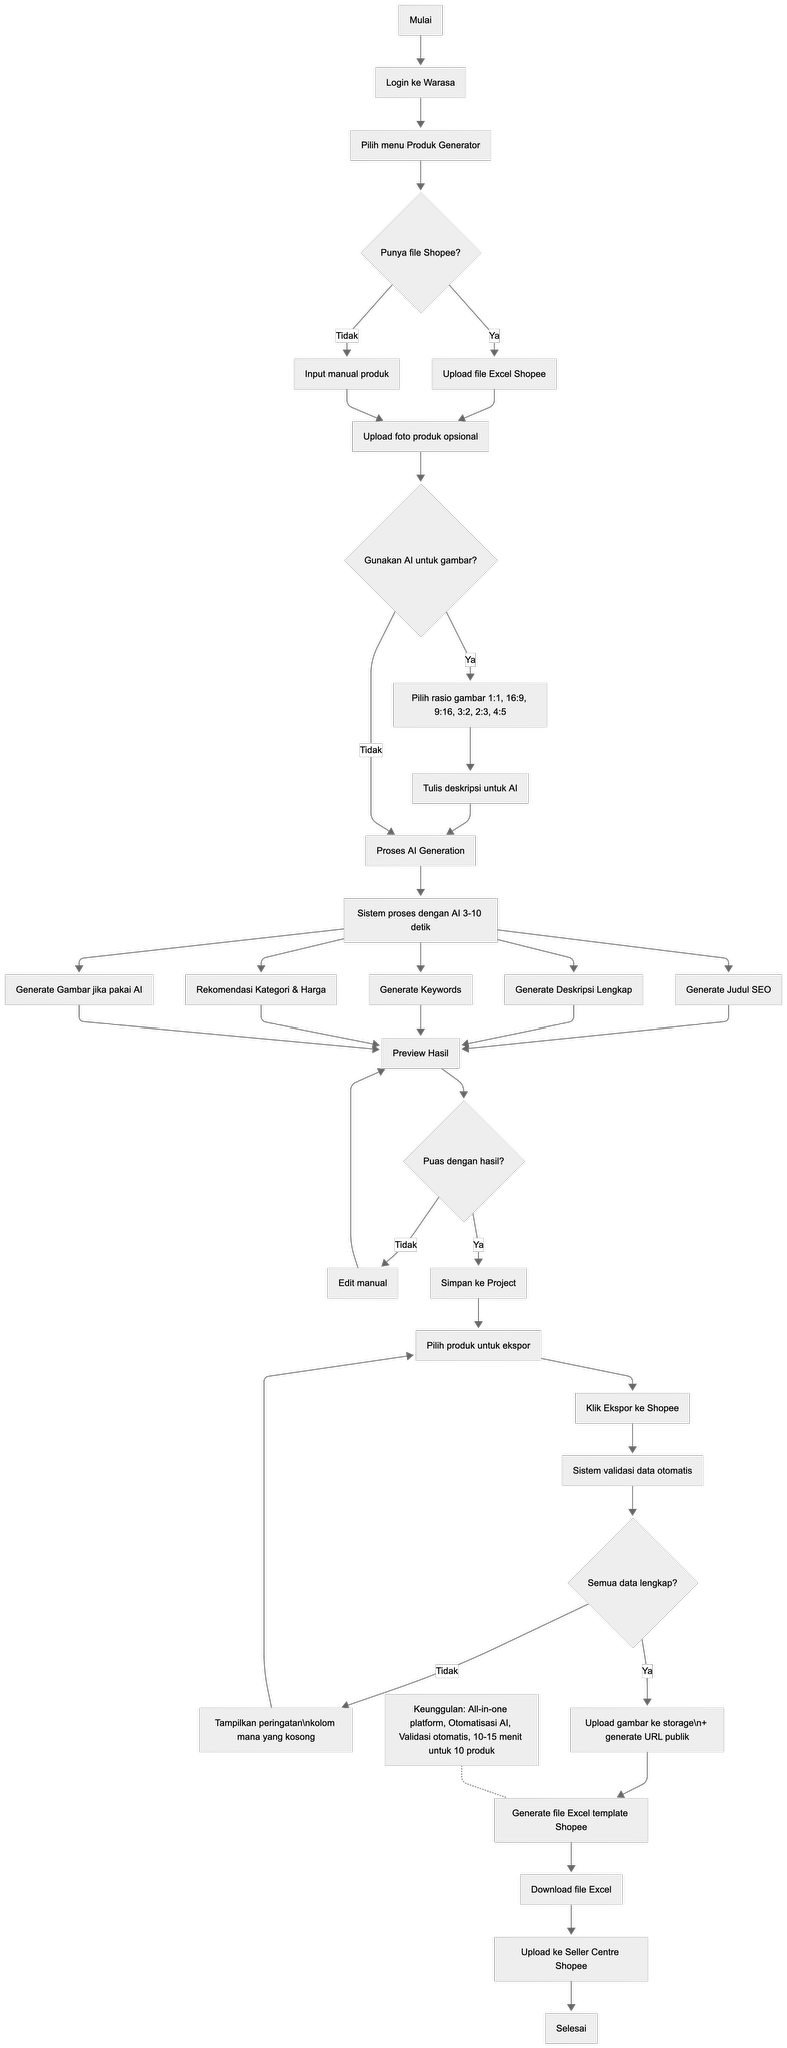 Mulai
Login ke Warasa
Pilih menu Produk Generator
Punya file Shopee?
Tidak
Ya
Input manual produk
Upload file Excel Shopee
Upload foto produk opsional
Gunakan AI untuk gambar?
Ya
Pilih rasio gambar 1:1, 16:9,
9:16, 3:2, 2:3, 4:5
Tidak
Tulis deskripsi untuk AI
Proses AI Generation
Sistem proses dengan AI 3-10
detik
Generate Gambar jika pakai AI
Rekomendasi Kategori & Harga
Generate Keywords
Generate Deskripsi Lengkap
Generate Judul SEO
Preview Hasil
Puas dengan hasil?
Tidak
Ya
Edit manual
Simpan ke Project
Pilih produk untuk ekspor
Klik Ekspor ke Shopee
Sistem validasi data otomatis
Semua data lengkap?
Tidak
Ya
Tampilkan peringatan\nkolom
mana yang kosong
Keunggulan: All-in-one
platform, Otomatisasi AI,
Validasi otomatis, 10-15 menit
untuk 10 produk
Upload gambar ke storage\n+
generate URL publik
Generate file Excel template
Shopee
Download file Excel
Upload ke Seller Centre
Shopee
Selesai